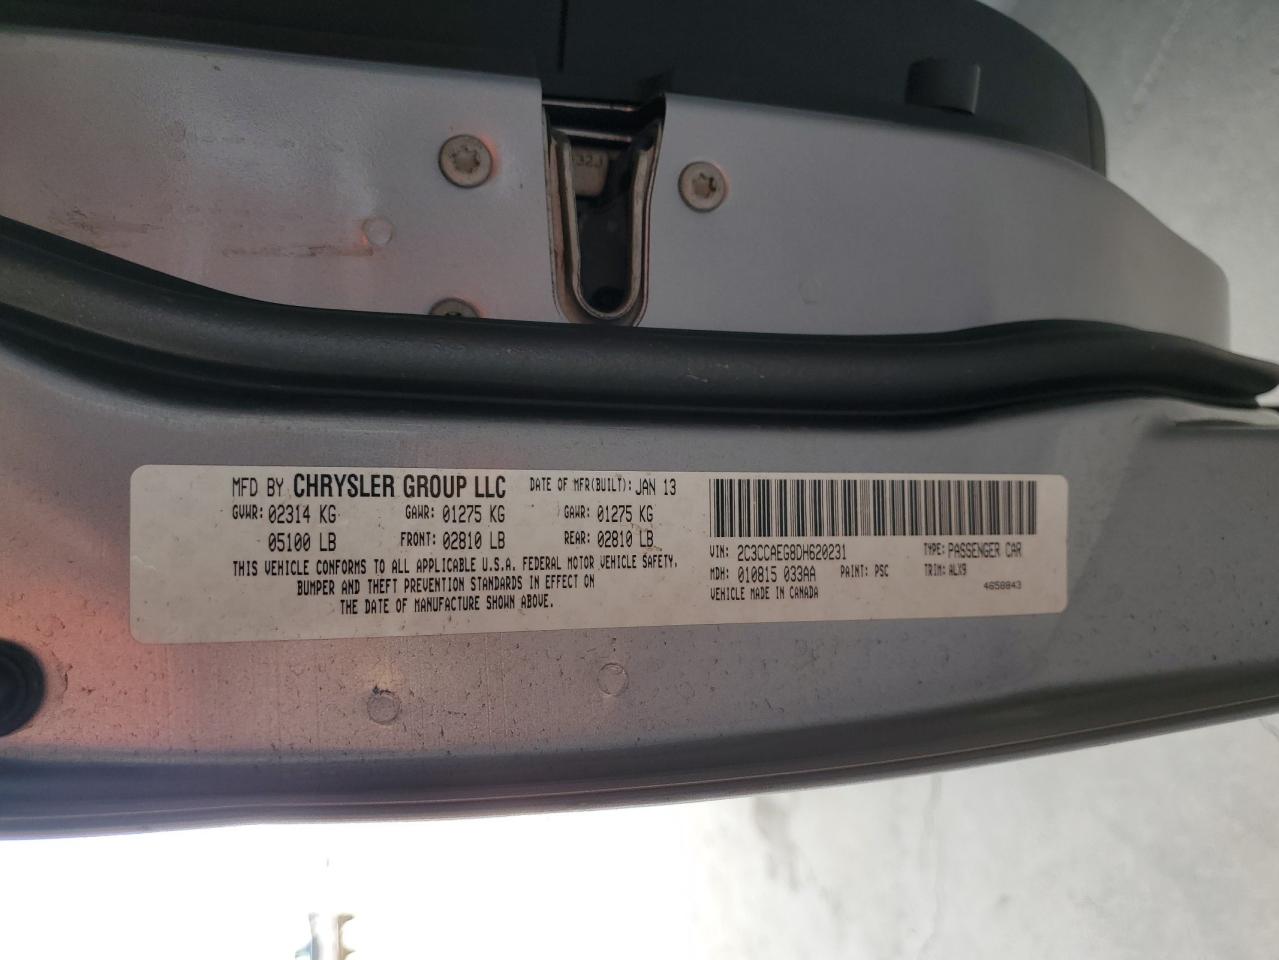 32J
MFD BY CHRYSLER GROUP LLC DATE OF MFR(BUILT): JAN 13
GVWR: 02314 KG GAWR: 01275 KG GAWR: 01275 KG
05100 LB FRONT: 02810 LB REAR: 02810 LB
THIS VEHICLE CONFORMS TO ALL APPLICABLE U.S.A. FEDERAL MOTOR VEHICLE SAFETY,
BUMPER AND THEFT PREVENTION STANDARDS IN EFFECT ON
THE DATE OF MANUFACTURE SHOWN ABOVE.
VIN: 2C3CCAEG8DH620231 TYPE: PASSENGER CAR
MDH: 010815 033AA PAINT: PSC TRIM: ALX9
VEHICLE MADE IN CANADA 4658843